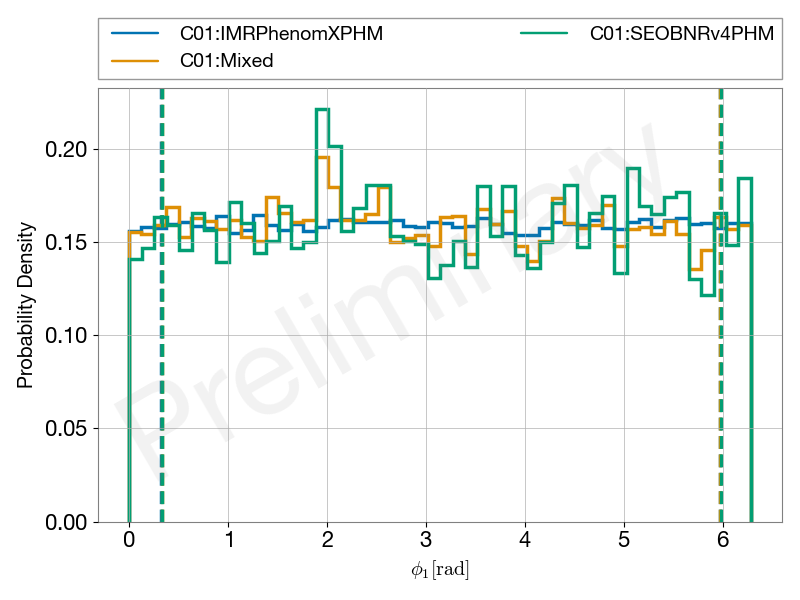 C01:IMRPhenomXPHM
C01:Mixed
C01:SEOBNRv4PHM
Preliminary
Probability Density
0.20
0.15
0.10
0.05
0.00
0 1 2 3 4 5 6
ϕ₁[rad]